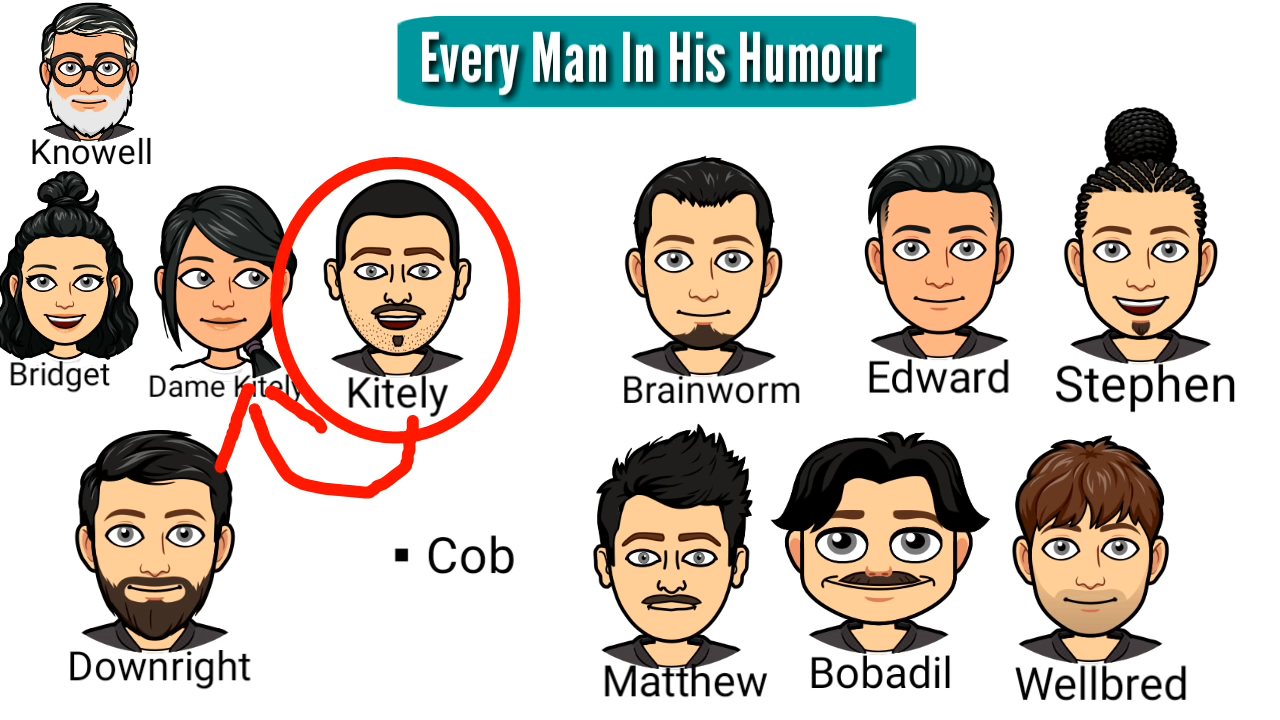 Every Man In His Humour
Knowell
Bridget
Dame Kitely
Kitely
Brainworm
Edward
Stephen
Downright
▪ Cob
Matthew
Bobadil
Wellbred